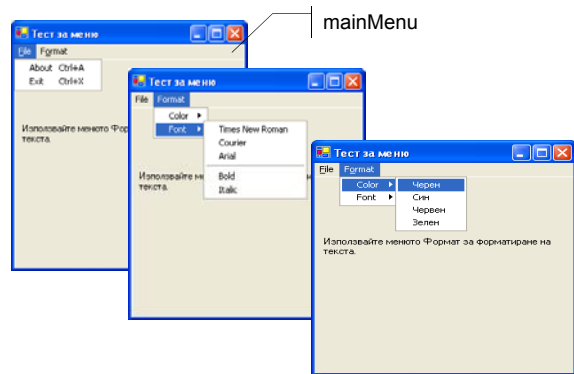 mainMenu
Тест за меню
File Format
About Ctrl+A
Exit Ctrl+X
Използвайте менюто Фор
текста.
Тест за меню
File Format
Color
Font
Times New Roman
Courier
Arial
Bold
Italic
Използвайте м
текста.
Тест за меню
File Format
Color
Font
Черен
Син
Червен
Зелен
Използвайте менюто Формат за форматиране на
текста.